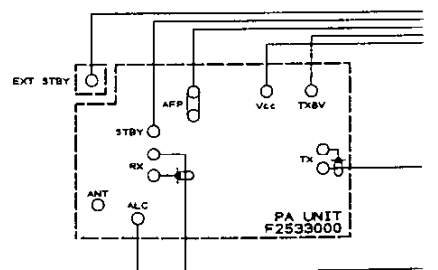 EXT STBY
AFP
Vcc
TX8V
STBY
RX
TX
ANT
ALC
PA UNIT
F2533000